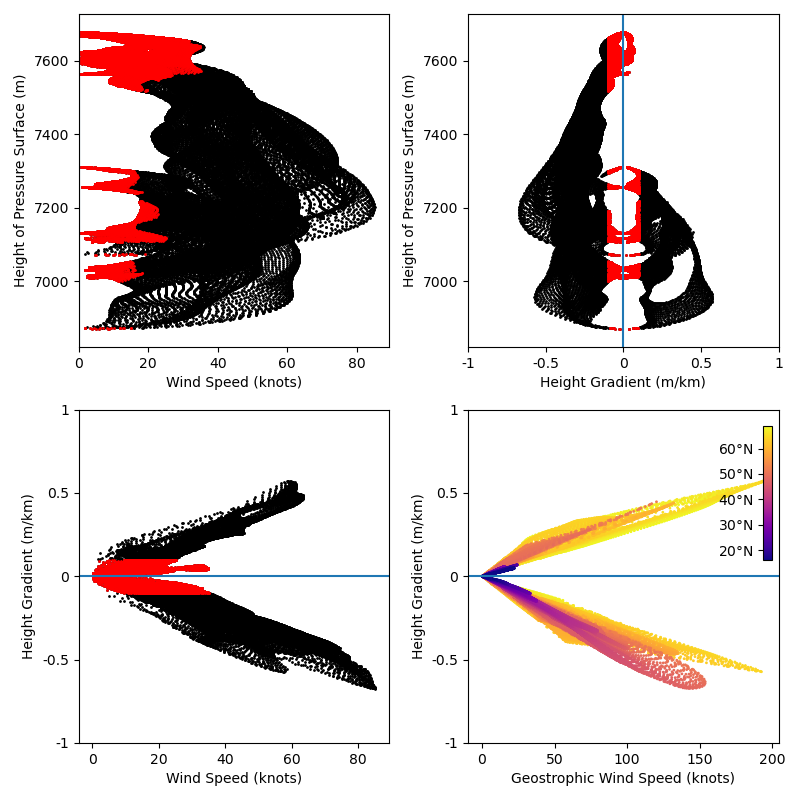 7600
7400
7200
7000
Height of Pressure Surface (m)
0
20
40
60
80
Wind Speed (knots)
7600
7400
7200
7000
Height of Pressure Surface (m)
-1
-0.5
0
0.5
1
Height Gradient (m/km)
1
0.5
0
-0.5
-1
Height Gradient (m/km)
0
20
40
60
80
Wind Speed (knots)
1
0.5
0
-0.5
-1
Height Gradient (m/km)
60°N
50°N
40°N
30°N
20°N
0
50
100
150
200
Geostrophic Wind Speed (knots)